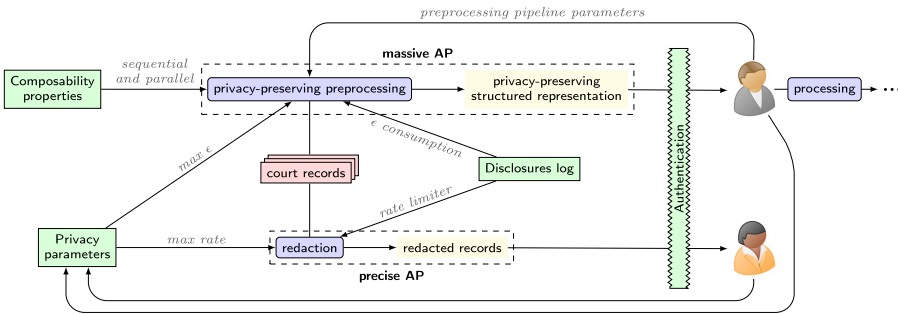 preprocessing pipeline parameters
massive AP
sequential
and parallel
Composability
properties
privacy-preserving preprocessing
privacy-preserving
structured representation
processing
...
max ϵ
ϵ consumption
court records
Disclosures log
Authentication
rate limiter
Privacy
parameters
max rate
redaction
redacted records
precise AP